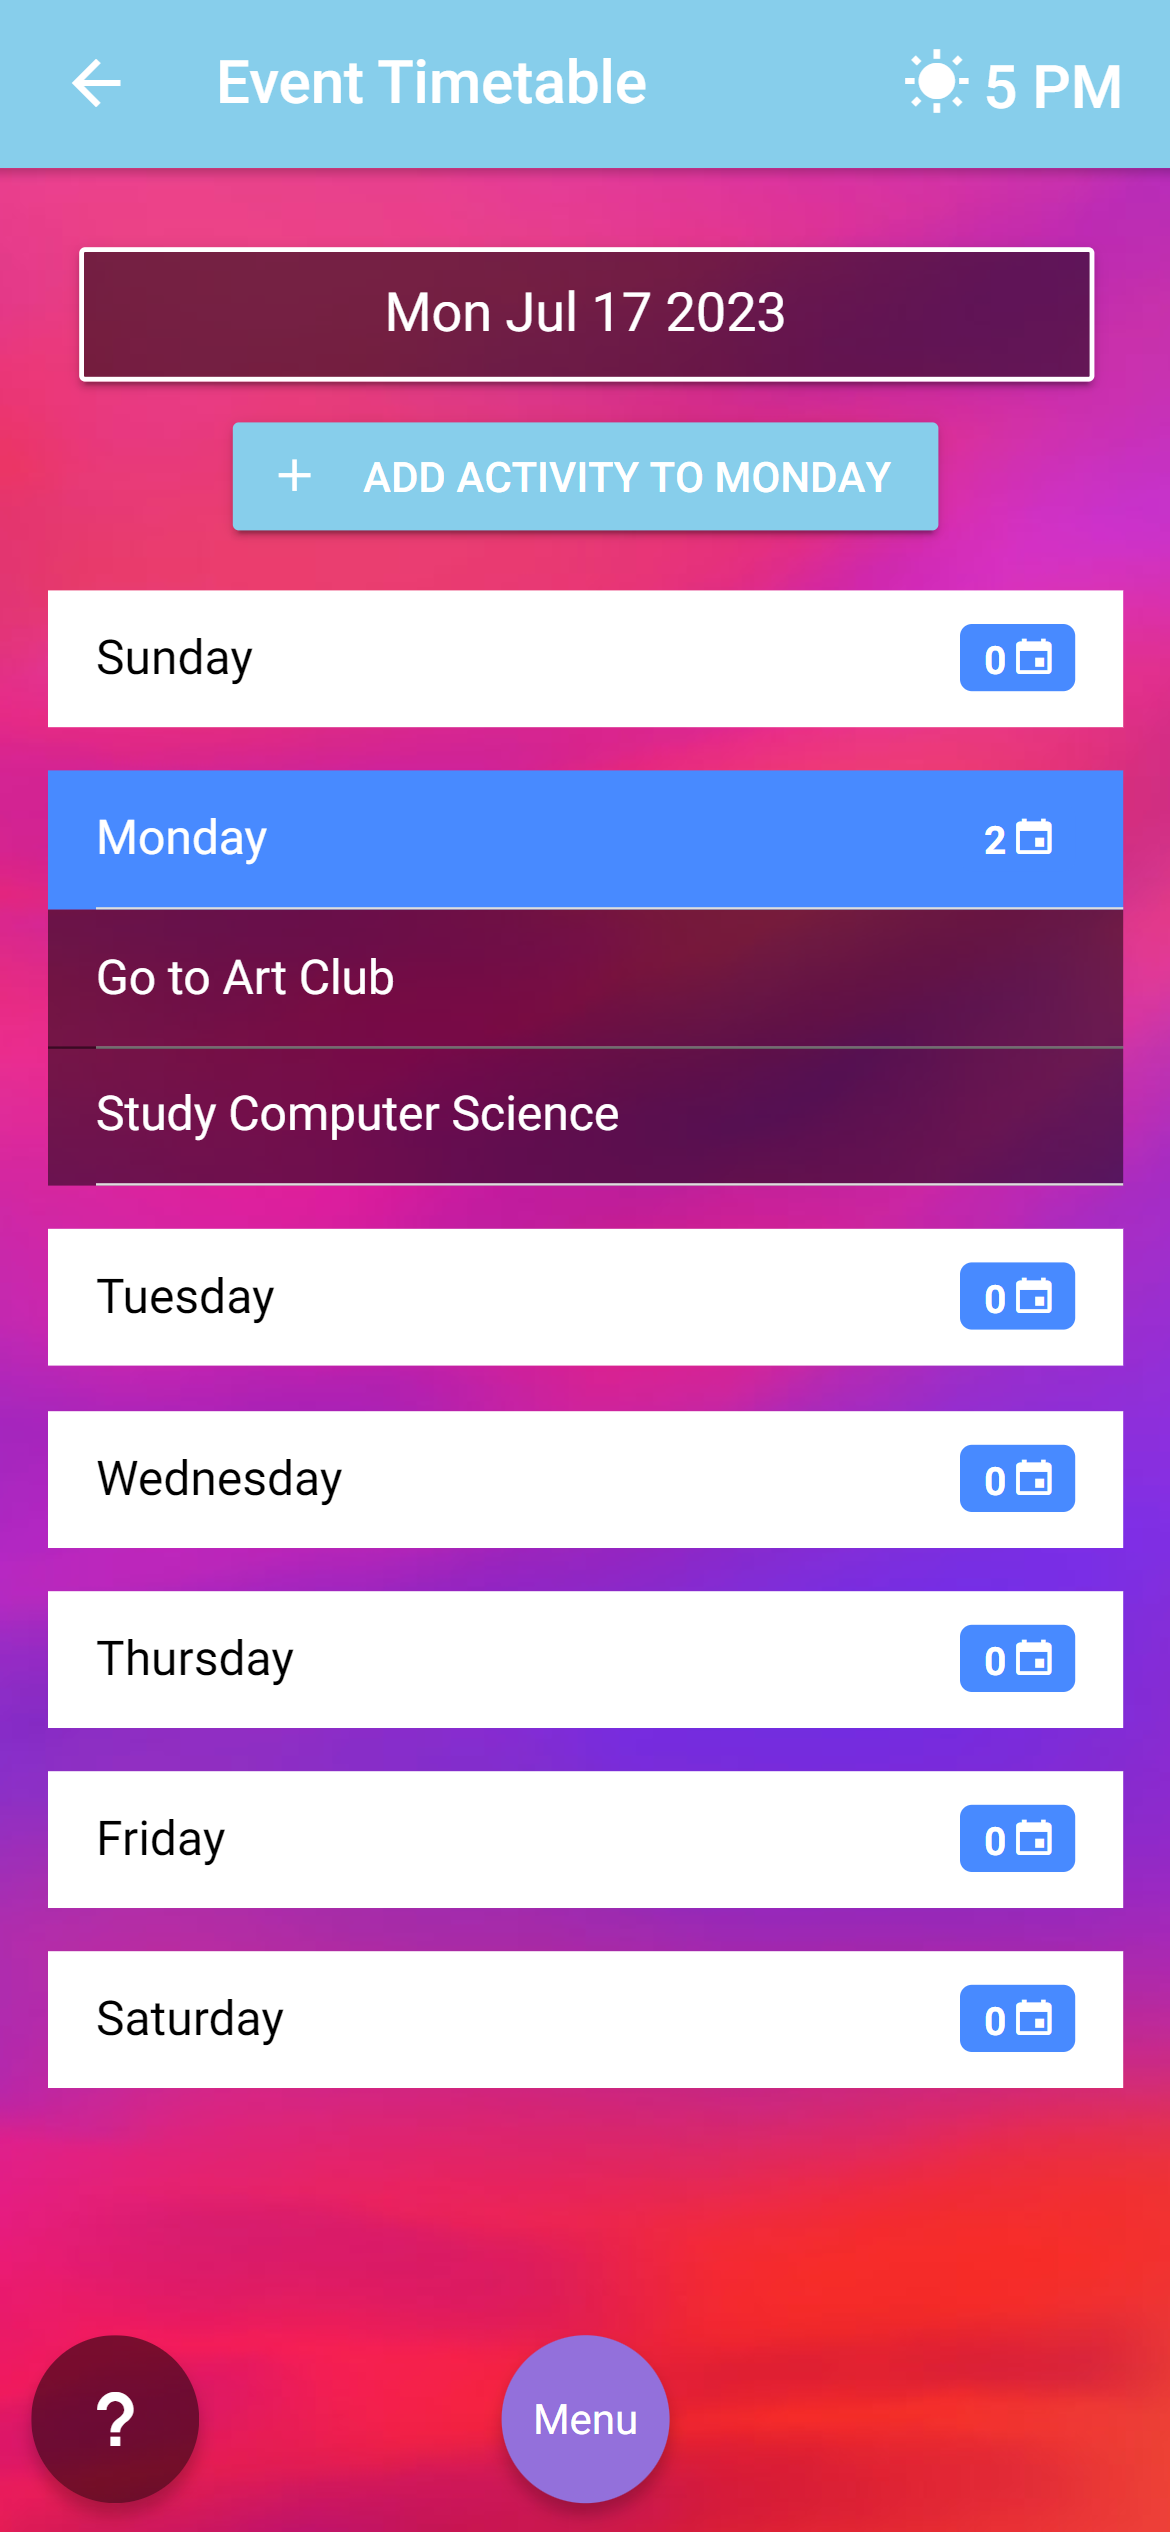 Event Timetable
5 PM
Mon Jul 17 2023
+ ADD ACTIVITY TO MONDAY
Sunday
0
Monday
2
Go to Art Club
Study Computer Science
Tuesday
0
Wednesday
0
Thursday
0
Friday
0
Saturday
0
?
Menu